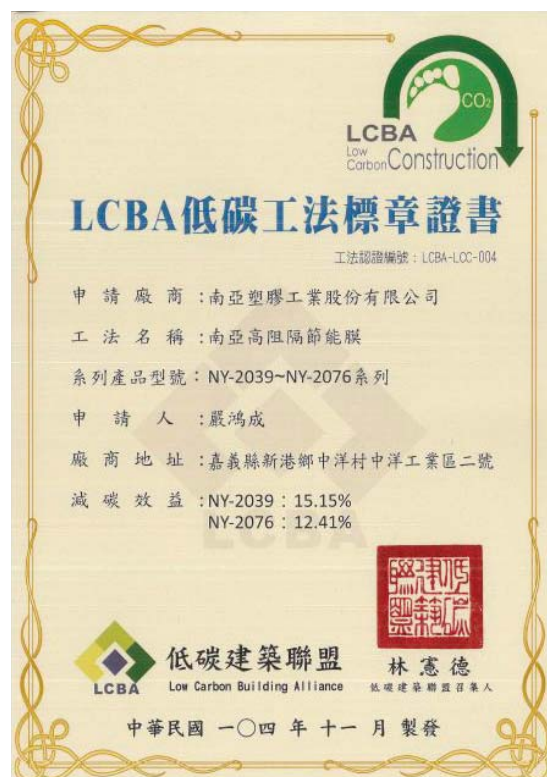 CO₂
LCBA
Low
Carbon Construction
LCBA低碳工法標章證書
工法認證編號：LCBA-LCC-004
申請廠商：南亞塑膠工業股份有限公司
工法名稱：南亞高阻隔節能膜
系列產品型號：NY-2039~NY-2076系列
申請人：嚴鴻成
廠商地址：嘉義縣新港鄉中洋村中洋工業區二號
減碳效益：NY-2039：15.15%
NY-2076：12.41%
LCBA
低碳建築聯盟
LCBA
Low Carbon Building Alliance
低碳建築聯盟
林憲德
低碳建築聯盟召集人
中華民國 一〇四 年 十一 月 製發